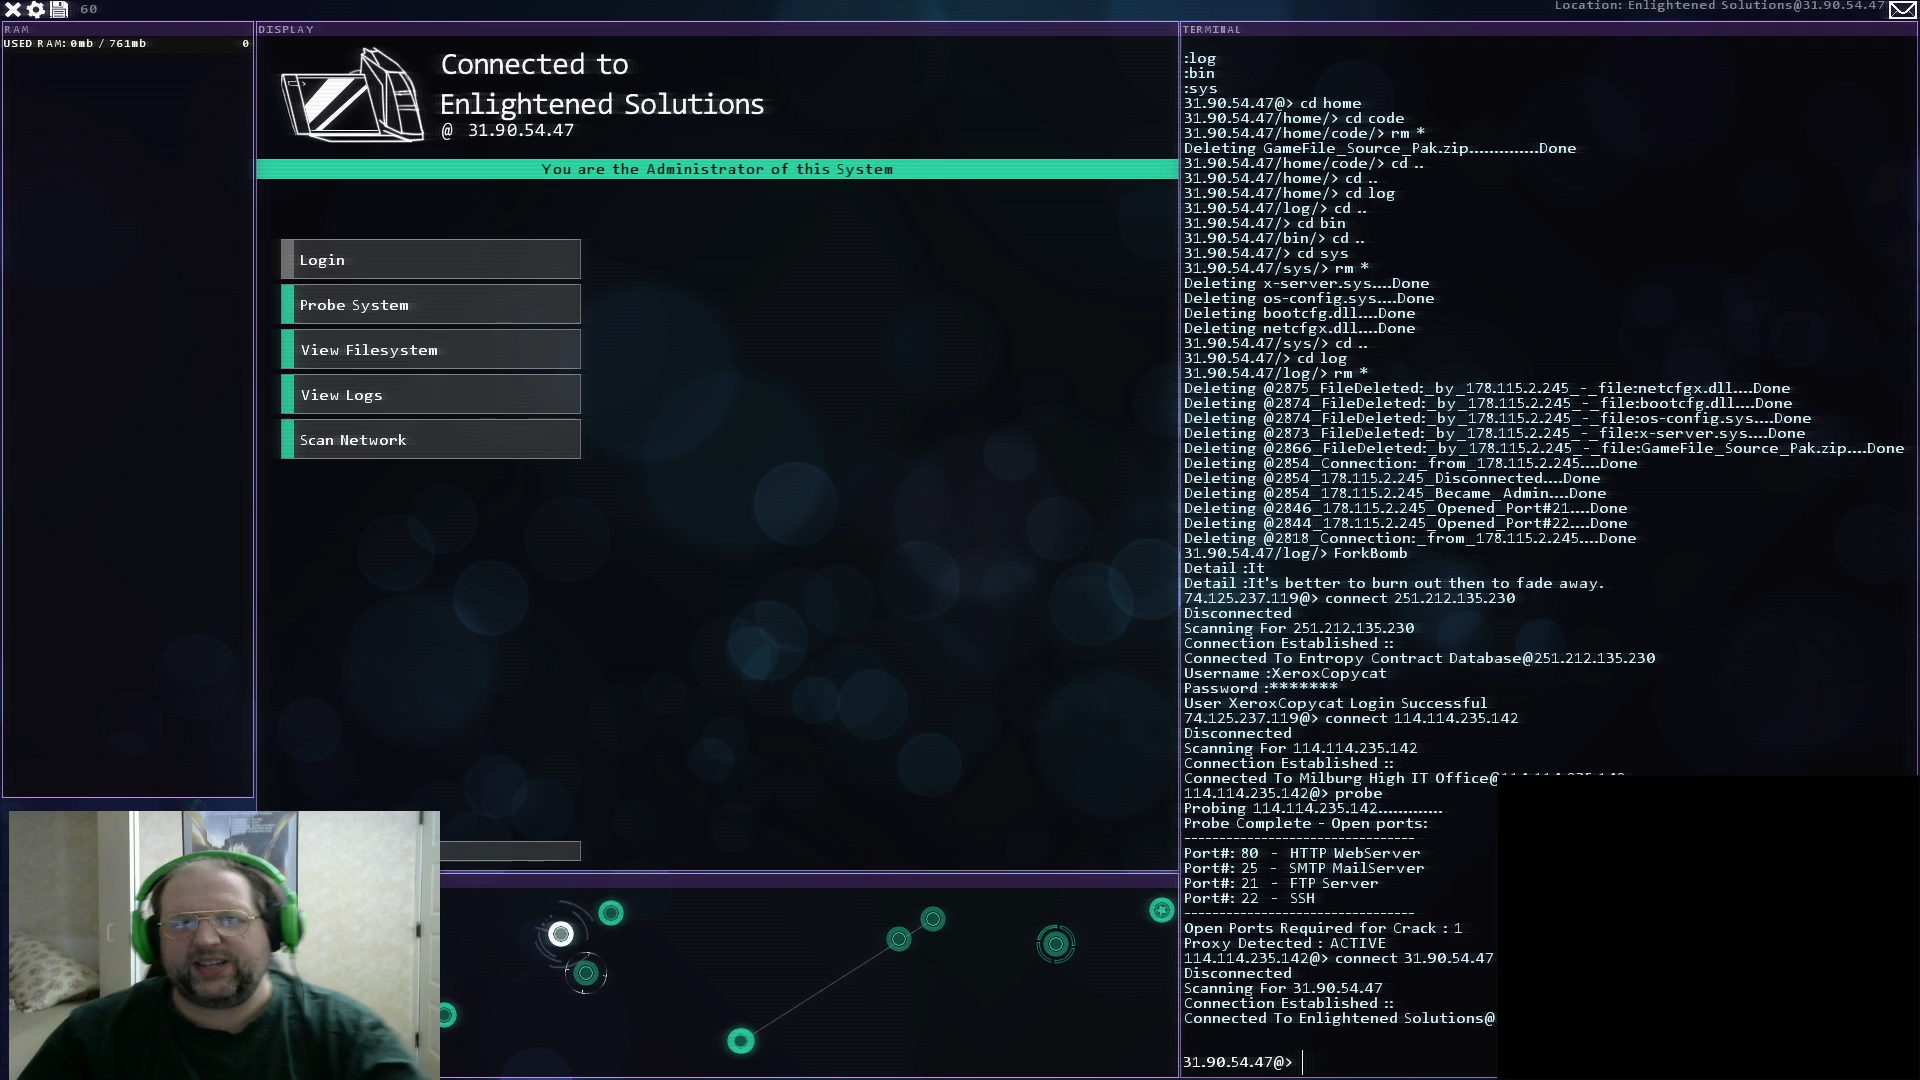 60
Location: Enlightened Solutions@31.90.54.47
RAM
USED RAM: 0mb / 761mb 0
DISPLAY
Connected to
Enlightened Solutions
@ 31.90.54.47
You are the Administrator of this System
Login
Probe System
View Filesystem
View Logs
Scan Network
TERMINAL
:log
:bin
:sys
31.90.54.47@> cd home
31.90.54.47/home/> cd code
31.90.54.47/home/code/> rm *
Deleting GameFile_Source_Pak.zip..............Done
31.90.54.47/home/code/> cd ..
31.90.54.47/home/> cd ..
31.90.54.47/home/> cd log
31.90.54.47/log/> cd ..
31.90.54.47/> cd bin
31.90.54.47/bin/> cd ..
31.90.54.47@> cd sys
31.90.54.47/sys/> rm *
Deleting x-server.sys....Done
Deleting os-config.sys....Done
Deleting bootcfg.dll....Done
Deleting netcfgx.dll....Done
31.90.54.47/sys/> cd ..
31.90.54.47/> cd log
31.90.54.47/log/> rm *
Deleting @2875_FileDeleted:_by_178.115.2.245_-_file:netcfgx.dll....Done
Deleting @2874_FileDeleted:_by_178.115.2.245_-_file:bootcfg.dll....Done
Deleting @2874_FileDeleted:_by_178.115.2.245_-_file:os-config.sys....Done
Deleting @2873_FileDeleted:_by_178.115.2.245_-_file:x-server.sys....Done
Deleting @2866_FileDeleted:_by_178.115.2.245_-_file:GameFile_Source_Pak.zip....Done
Deleting @2854_Connection:_from_178.115.2.245....Done
Deleting @2854_178.115.2.245_Disconnected....Done
Deleting @2854_178.115.2.245_Became_Admin....Done
Deleting @2846_178.115.2.245_Opened_Port#21....Done
Deleting @2844_178.115.2.245_Opened_Port#22....Done
Deleting @2818_Connection:_from_178.115.2.245....Done
31.90.54.47/log/> ForkBomb
Detail :It
Detail :It's better to burn out then to fade away.
74.125.237.119@> connect 251.212.135.230
Disconnected
Scanning For 251.212.135.230
Connection Established ::
Connected To Entropy Contract Database@251.212.135.230
Username :XeroxCopycat
Password :*******
User XeroxCopycat Login Successful
74.125.237.119@> connect 114.114.235.142
Disconnected
Scanning For 114.114.235.142
Connection Established ::
Connected To Milburg High IT Office@114.114.235.142
114.114.235.142@> probe
Probing 114.114.235.142............
Probe Complete - Open ports:
---------------------------------
Port#: 80 - HTTP WebServer
Port#: 25 - SMTP MailServer
Port#: 21 - FTP Server
Port#: 22 - SSH
---------------------------------
Open Ports Required for Crack : 1
Proxy Detected : ACTIVE
114.114.235.142@> connect 31.90.54.47
Disconnected
Scanning For 31.90.54.47
Connection Established ::
Connected To Enlightened Solutions@
31.90.54.47@>